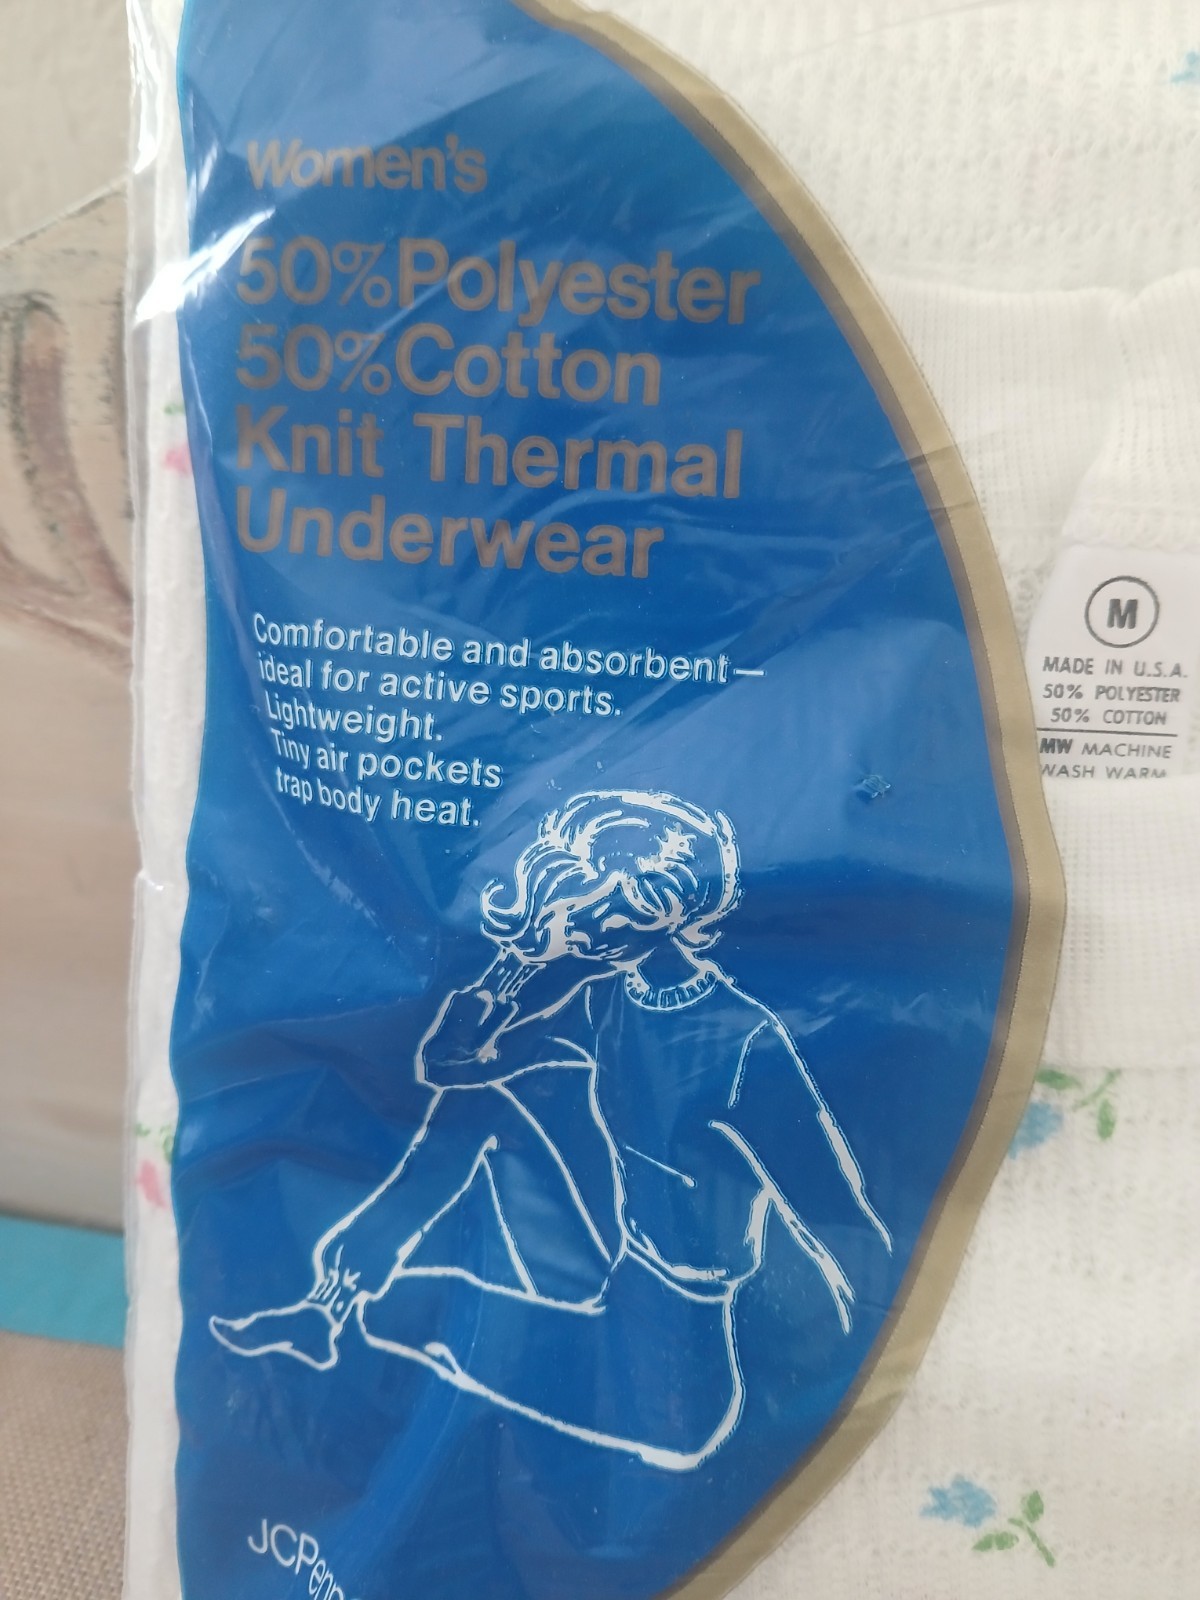 Women's
50% Polyester
50% Cotton
Knit Thermal
Underwear
Comfortable and absorbent—
ideal for active sports.
Lightweight.
Tiny air pockets
trap body heat.
JCPenn
M
MADE IN U.S.A.
50% POLYESTER
50% COTTON
MW MACHINE
WASH WARM